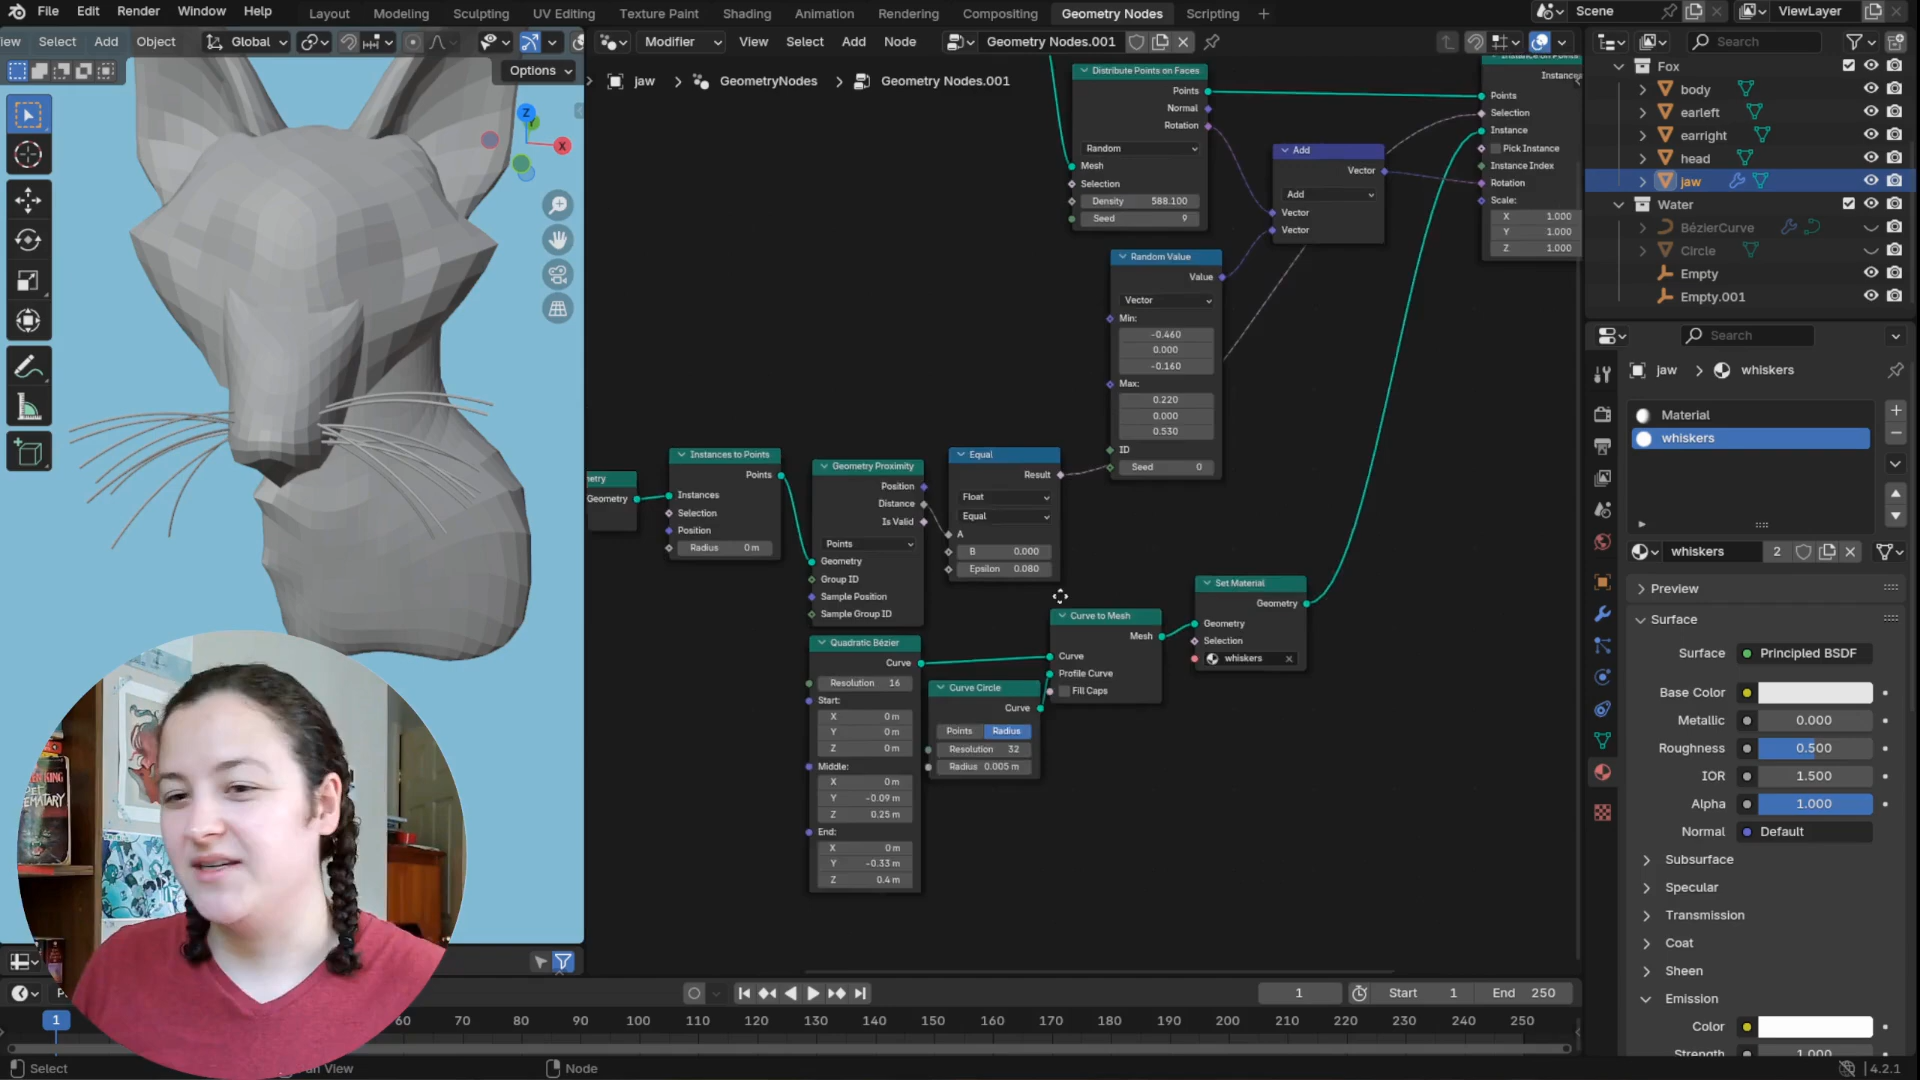 File Edit Render Window Help Layout Modeling Sculpting UV Editing Texture Paint Shading Animation Rendering Compositing Geometry Nodes Scripting Scene ViewLayer
View Select Add Object Global Modifier View Select Add Node Geometry Nodes.001 Search
Options
jaw GeometryNodes Geometry Nodes.001
Z
Y
X
Distribute Points on Faces
Points
Normal
Rotation
Random
Mesh
Selection
Density 588.100
Seed 9
Add
Vector
Add
Vector
Vector
Instance on Points
Instances
Points
Selection
Instance
Pick Instance
Instance Index
Rotation
Scale:
X 1.000
Y 1.000
Z 1.000
Random Value
Value
Vector
Min:
-0.460
0.000
-0.160
Max:
0.220
0.000
0.530
ID
Seed 0
Geometry
Instances to Points
Points
Instances
Selection
Position
Radius 0 m
Geometry Proximity
Position
Distance
Is Valid
Points
Geometry
Group ID
Sample Position
Sample Group ID
Equal
Result
Float
Equal
A
B 0.000
Epsilon 0.080
Quadratic Bézier
Curve
Resolution 16
Start:
X 0 m
Y 0 m
Z 0 m
Middle:
X 0 m
Y -0.09 m
Z 0.25 m
End:
X 0 m
Y -0.33 m
Z 0.4 m
Curve Circle
Curve
Points Radius
Resolution 32
Radius 0.005 m
Curve to Mesh
Mesh
Curve
Profile Curve
Fill Caps
Set Material
Geometry
Geometry
Selection
whiskers
Fox
body
earleft
earright
head
jaw
Water
BézierCurve
Circle
Empty
Empty.001
Search
jaw whiskers
Material
whiskers
whiskers 2
Preview
Surface
Surface Principled BSDF
Base Color
Metallic 0.000
Roughness 0.500
IOR 1.500
Alpha 1.000
Normal Default
Subsurface
Specular
Transmission
Coat
Sheen
Emission
Color
Strength 1.000
1 Start 1 End 250
1 60 70 80 90 100 110 120 130 140 150 160 170 180 190 200 210 220 230 240 250
Select Pan View Node 4.2.1